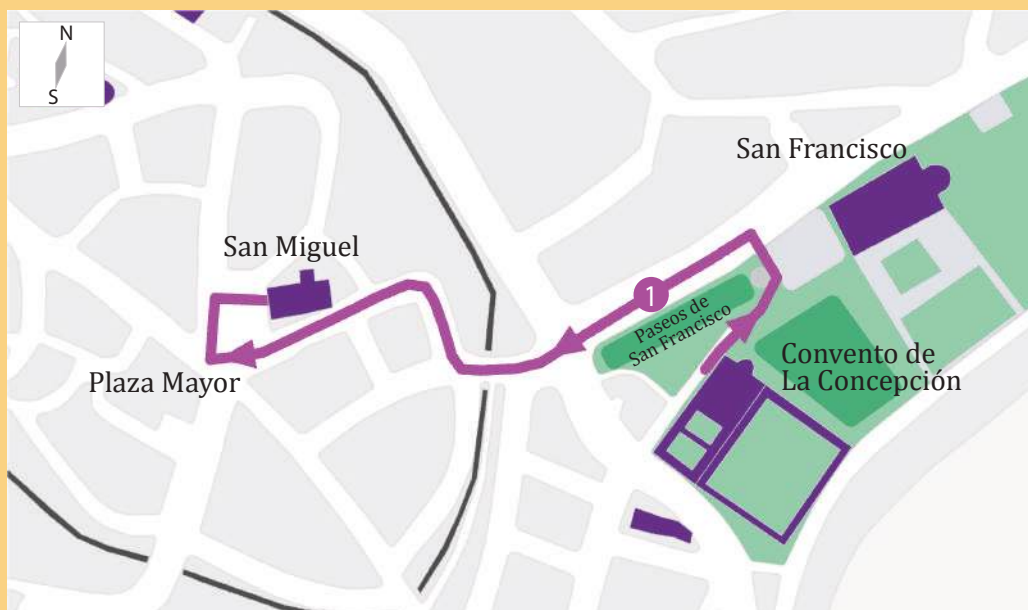 N
S
San Francisco
San Miguel
1
Paseos de
San Francisco
Plaza Mayor
Convento de
La Concepción